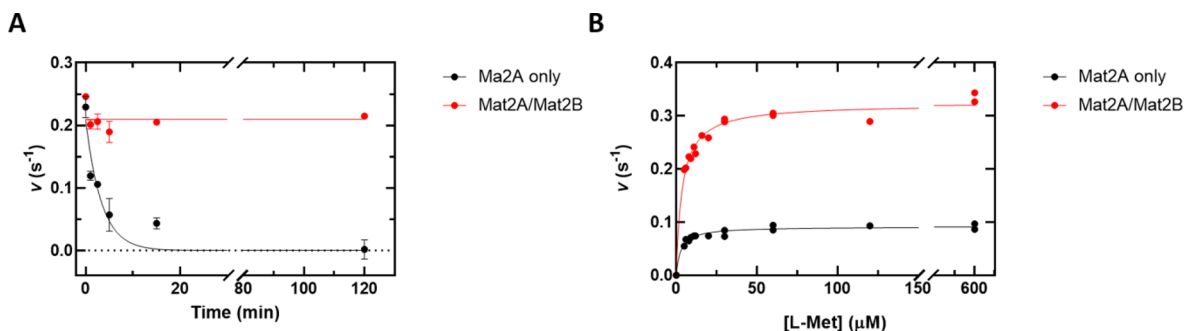 A
B
0.3
0.2
0.1
0.0
v (s⁻¹)
0 20 80 100 120
Time (min)
Ma2A only
Mat2A/Mat2B
0.4
0.3
0.2
0.1
0.0
v (s⁻¹)
0 50 100 150 600
[L-Met] (μM)
Mat2A only
Mat2A/Mat2B